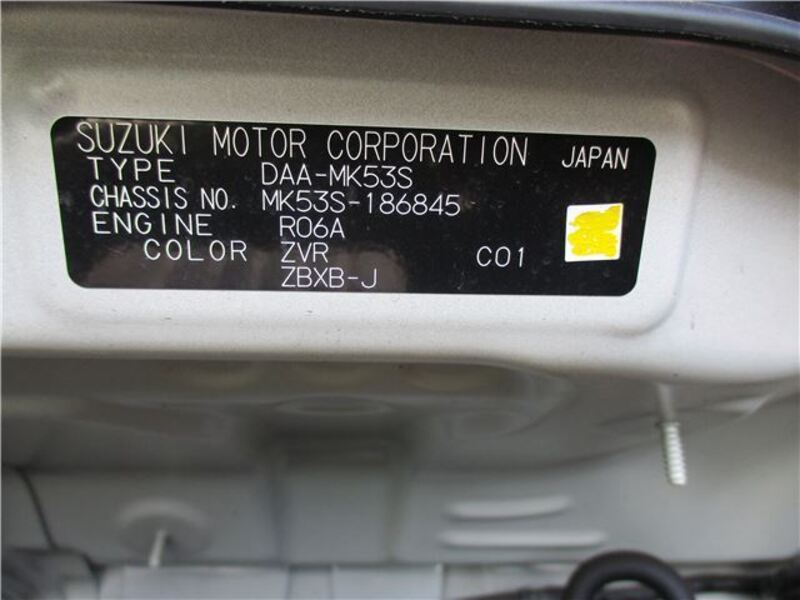 SUZUKI MOTOR CORPORATION JAPAN
TYPE DAA-MK53S
CHASSIS NO. MK53S-186845
ENGINE R06A
COLOR ZVR C01
ZBXB-J